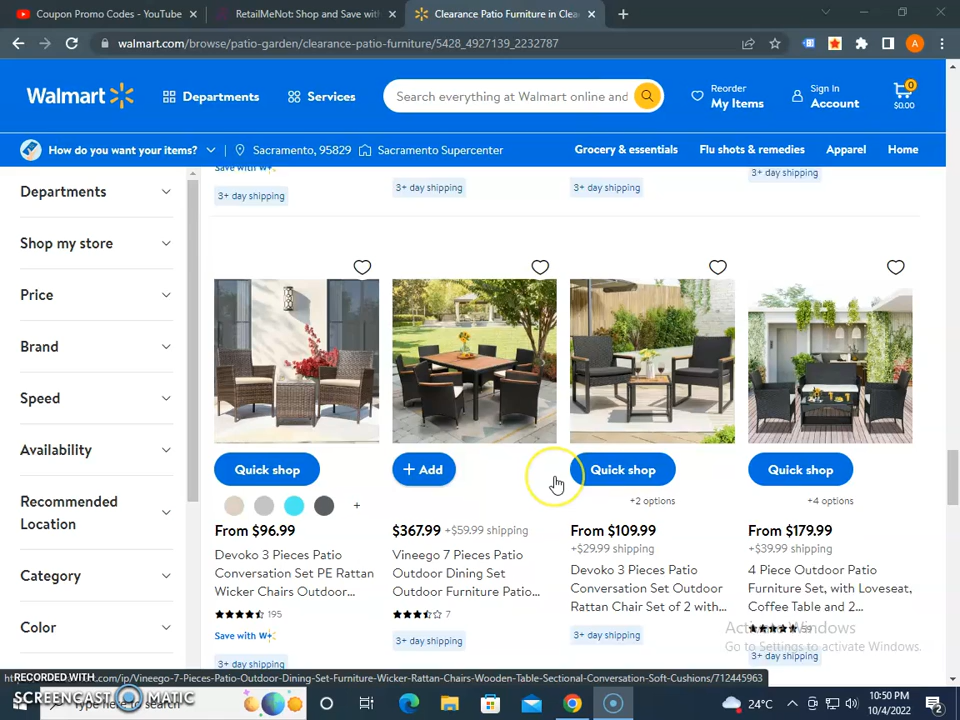 Coupon Promo Codes - YouTube
RetailMeNot: Shop and Save with
Clearance Patio Furniture in Clea
walmart.com/browse/patio-garden/clearance-patio-furniture/5428_4927139_2232787
A
Walmart
Departments
Services
Search everything at Walmart online and
Reorder
My Items
Sign In
Account
0
$0.00
How do you want your items?
Sacramento, 95829
Sacramento Supercenter
Grocery & essentials
Flu shots & remedies
Apparel
Home
Departments
Shop my store
Price
Brand
Speed
Availability
Recommended
Location
Category
Color
Save with W+
3+ day shipping
3+ day shipping
3+ day shipping
3+ day shipping
Quick shop
+
From $96.99
Devoko 3 Pieces Patio
Conversation Set PE Rattan
Wicker Chairs Outdoor...
195
Save with W+
3+ day shipping
+ Add
$367.99 +$59.99 shipping
Vineego 7 Pieces Patio
Outdoor Dining Set
Outdoor Furniture Patio...
7
3+ day shipping
Quick shop
+2 options
From $109.99
+$29.99 shipping
Devoko 3 Pieces Patio
Conversation Set Outdoor
Rattan Chair Set of 2 with...
3+ day shipping
Quick shop
+4 options
From $179.99
+$39.99 shipping
4 Piece Outdoor Patio
Furniture Set, with Loveseat,
Coffee Table and 2...
59
3+ day shipping
Activate Windows
Go to Settings to activate Windows.
.com/ip/Vineego-7-Pieces-Patio-Outdoor-Dining-Set-Furniture-Wicker-Rattan-Chairs-Wooden-Table-Sectional-Conversation-Soft-Cushions/712445963
RECORDED WITH
SCREENCAST MATIC
Type here to search
24°C
10:50 PM
10/4/2022
2